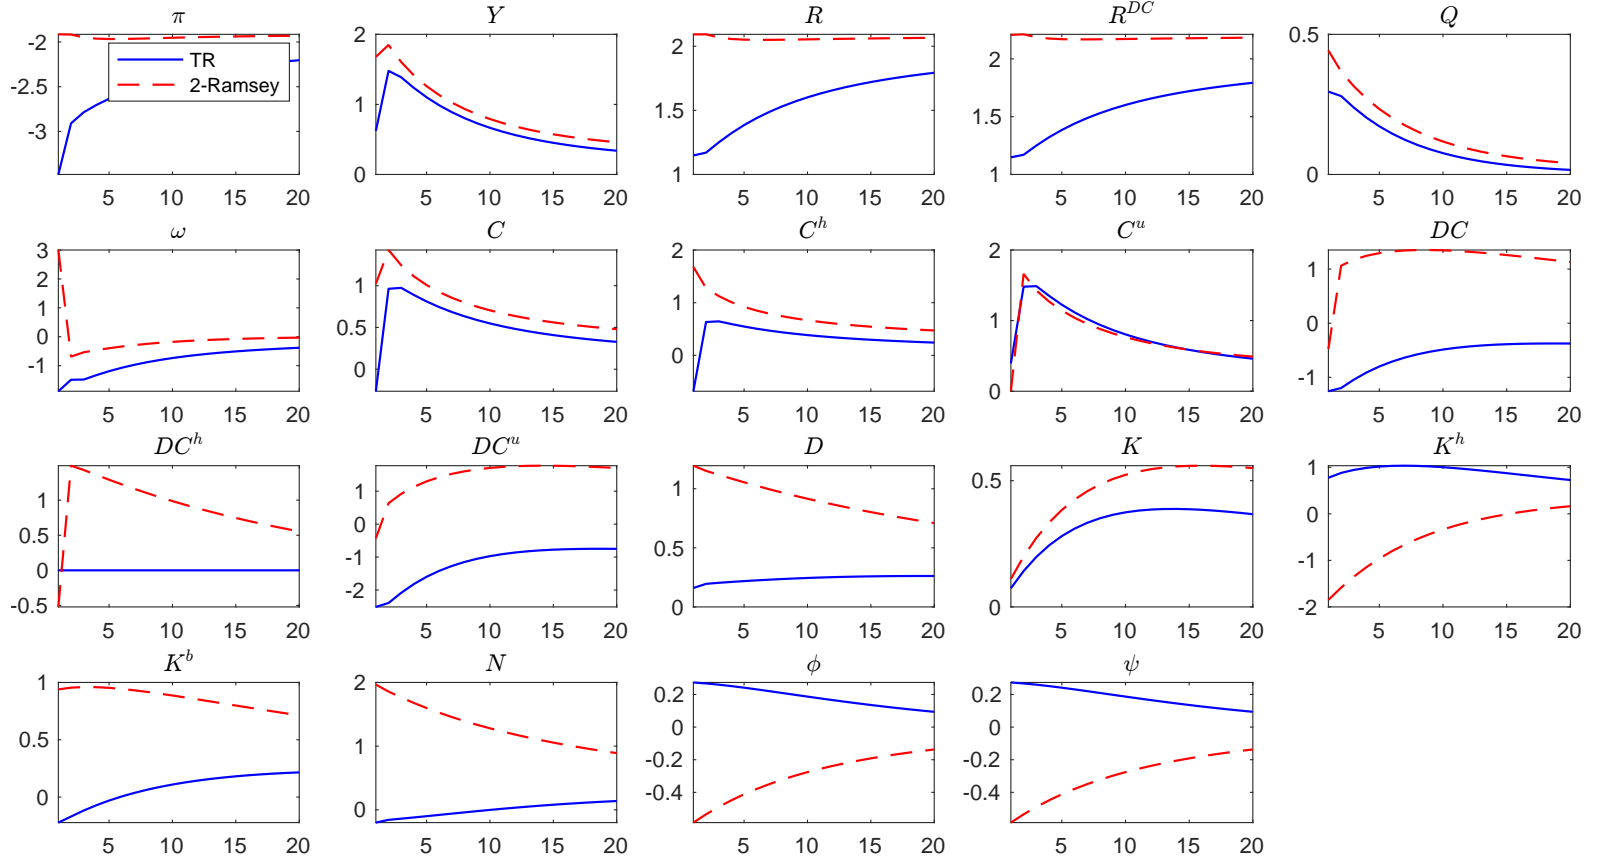 π Y R R^{DC} Q
-2 2 2 2 0.5
-2.5 1 1.5 1.5
-3 0 1 1 0
TR
2-Ramsey
5 10 15 20 5 10 15 20 5 10 15 20 5 10 15 20 5 10 15 20
ω C C^h C^u DC
3 2 2 1
2 1 1 0
1 0.5 0 1 -1
0 0 0
-1
5 10 15 20 5 10 15 20 5 10 15 20 5 10 15 20 5 10 15 20
DC^h DC^u D K K^h
1 1 1 0.5 1
0.5 0 0.5 0
0 -1 -1
-0.5 -2 0 0 -2
5 10 15 20 5 10 15 20 5 10 15 20 5 10 15 20 5 10 15 20
K^b N ϕ ψ
1 2 0.2 0.2
0.5 1 0 0
0 0 -0.2 -0.2
-0.4 -0.4
5 10 15 20 5 10 15 20 5 10 15 20 5 10 15 20